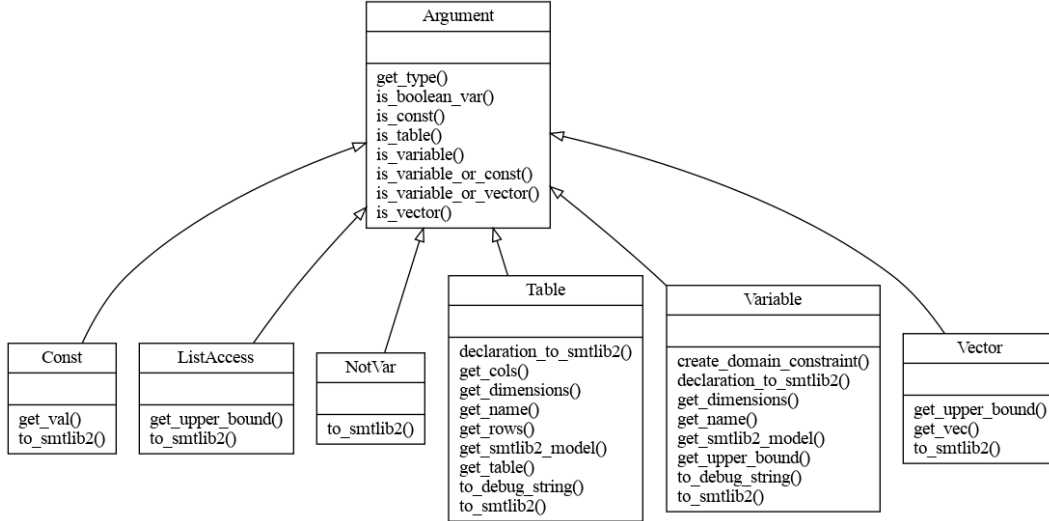 Argument
get_type()
is_boolean_var()
is_const()
is_table()
is_variable()
is_variable_or_const()
is_variable_or_vector()
is_vector()
Const
get_val()
to_smtlib2()
ListAccess
get_upper_bound()
to_smtlib2()
NotVar
to_smtlib2()
Table
declaration_to_smtlib2()
get_cols()
get_dimensions()
get_name()
get_rows()
get_smtlib2_model()
get_table()
to_debug_string()
to_smtlib2()
Variable
create_domain_constraint()
declaration_to_smtlib2()
get_dimensions()
get_name()
get_smtlib2_model()
get_upper_bound()
to_debug_string()
to_smtlib2()
Vector
get_upper_bound()
get_vec()
to_smtlib2()